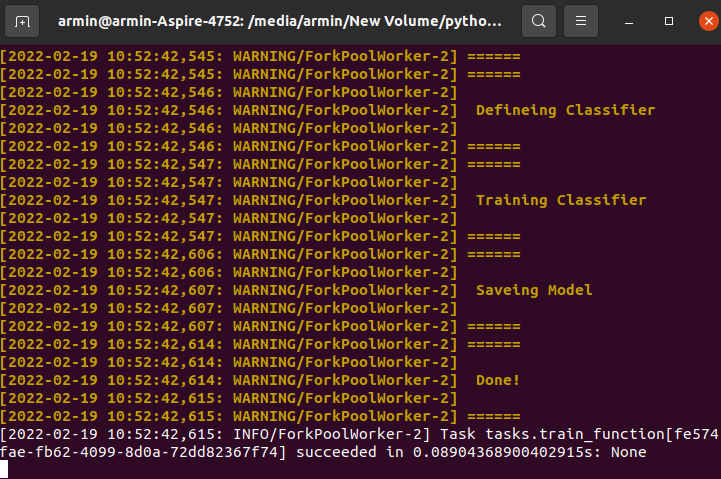 armin@armin-Aspire-4752: /media/armin/New Volume/pytho...
[2022-02-19 10:52:42,545: WARNING/ForkPoolWorker-2] ======
[2022-02-19 10:52:42,545: WARNING/ForkPoolWorker-2] ======
[2022-02-19 10:52:42,546: WARNING/ForkPoolWorker-2]
[2022-02-19 10:52:42,546: WARNING/ForkPoolWorker-2]  Defineing Classifier
[2022-02-19 10:52:42,546: WARNING/ForkPoolWorker-2]
[2022-02-19 10:52:42,546: WARNING/ForkPoolWorker-2] ======
[2022-02-19 10:52:42,547: WARNING/ForkPoolWorker-2] ======
[2022-02-19 10:52:42,547: WARNING/ForkPoolWorker-2]
[2022-02-19 10:52:42,547: WARNING/ForkPoolWorker-2]  Training Classifier
[2022-02-19 10:52:42,547: WARNING/ForkPoolWorker-2]
[2022-02-19 10:52:42,547: WARNING/ForkPoolWorker-2] ======
[2022-02-19 10:52:42,606: WARNING/ForkPoolWorker-2] ======
[2022-02-19 10:52:42,606: WARNING/ForkPoolWorker-2]
[2022-02-19 10:52:42,607: WARNING/ForkPoolWorker-2]  Saveing Model
[2022-02-19 10:52:42,607: WARNING/ForkPoolWorker-2]
[2022-02-19 10:52:42,607: WARNING/ForkPoolWorker-2] ======
[2022-02-19 10:52:42,614: WARNING/ForkPoolWorker-2] ======
[2022-02-19 10:52:42,614: WARNING/ForkPoolWorker-2]
[2022-02-19 10:52:42,614: WARNING/ForkPoolWorker-2]  Done!
[2022-02-19 10:52:42,615: WARNING/ForkPoolWorker-2]
[2022-02-19 10:52:42,615: WARNING/ForkPoolWorker-2] ======
[2022-02-19 10:52:42,615: INFO/ForkPoolWorker-2] Task tasks.train_function[fe574
fae-fb62-4099-8d0a-72dd82367f74] succeeded in 0.08904368900402915s: None